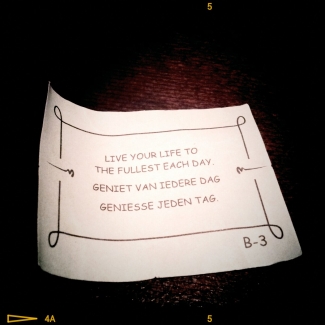 5
LIVE YOUR LIFE TO
THE FULLEST EACH DAY.
GENIET VAN IEDERE DAG
GENIESSE JEDEN TAG.
B-3
4A
5